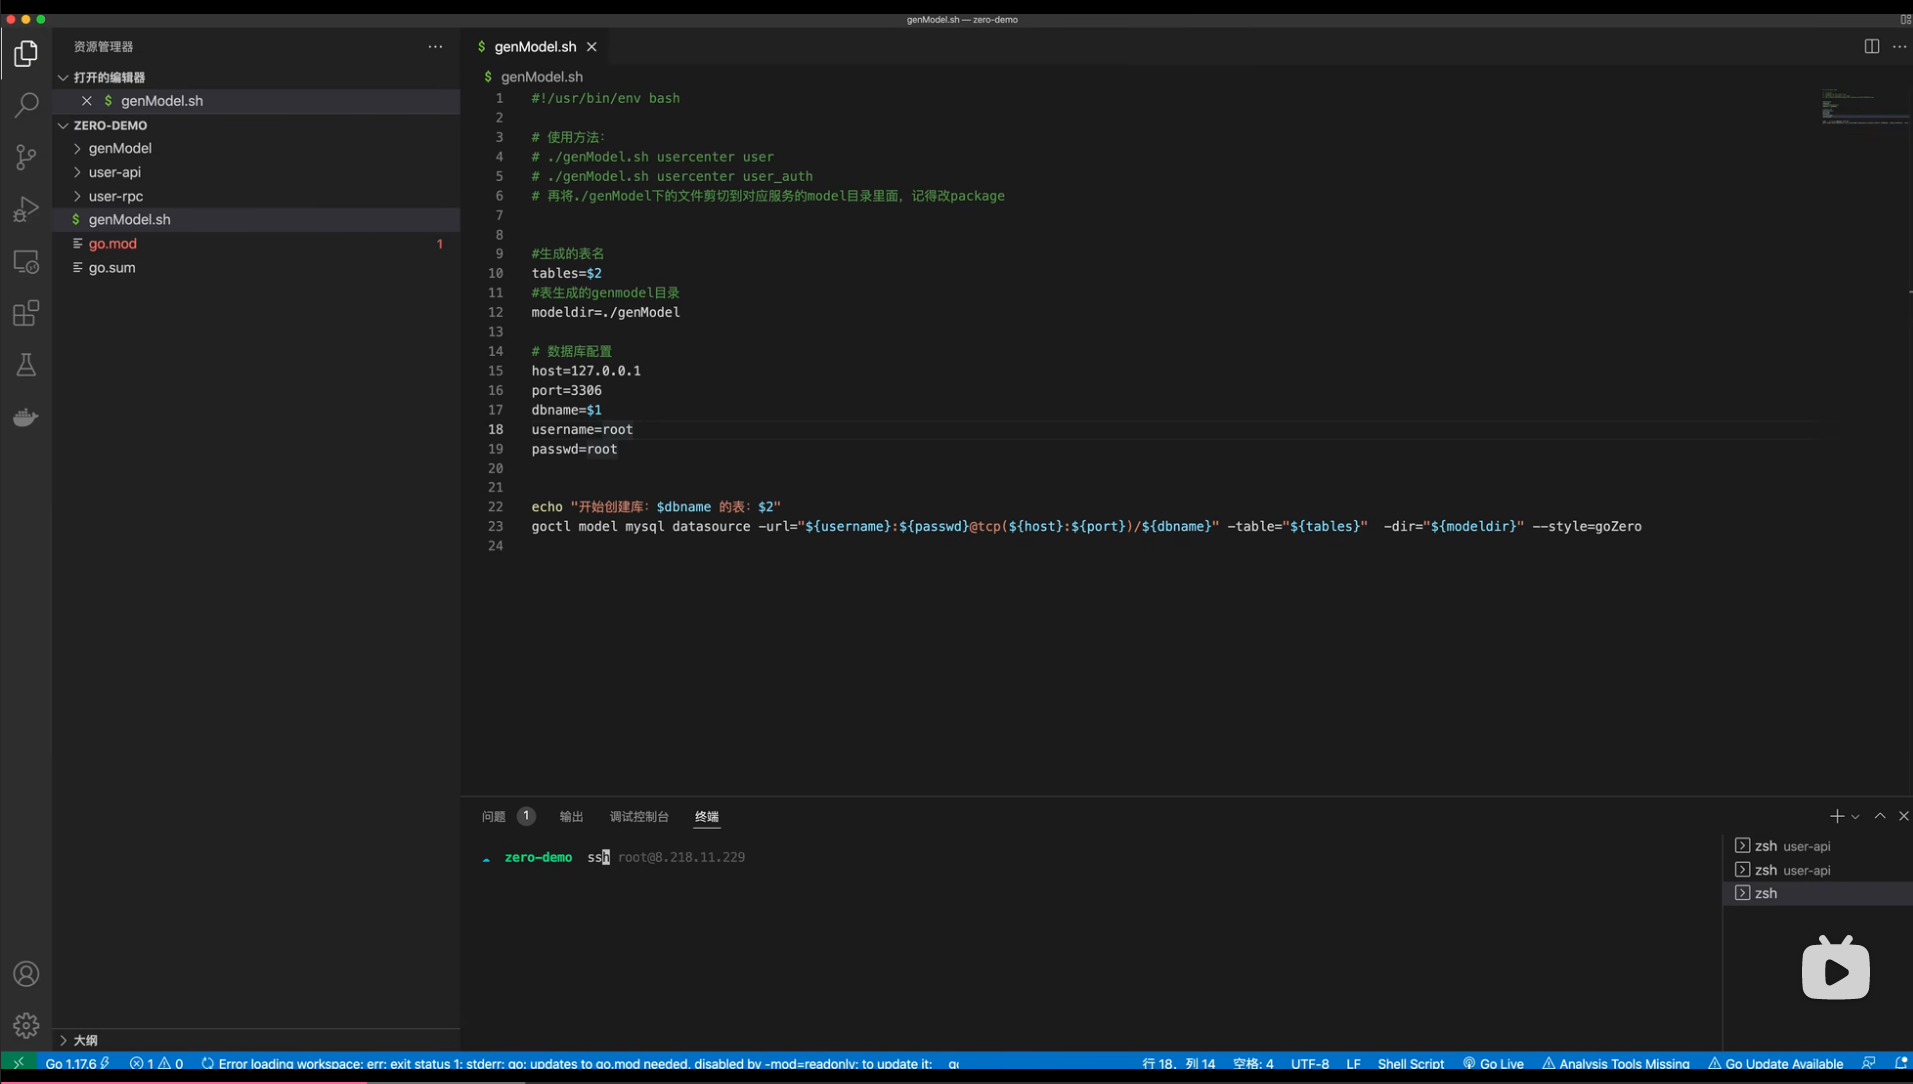 genModel.sh — zero-demo
资源管理器
打开的编辑器
genModel.sh
ZERO-DEMO
genModel
user-api
user-rpc
genModel.sh
go.mod 1
go.sum
大纲
genModel.sh
genModel.sh
1 #!/usr/bin/env bash
2
3 # 使用方法:
4 # ./genModel.sh usercenter user
5 # ./genModel.sh usercenter user_auth
6 # 再将./genModel下的文件剪切到对应服务的model目录里面，记得改package
7
8
9 #生成的表名
10 tables=$2
11 #表生成的genmodel目录
12 modeldir=./genModel
13
14 # 数据库配置
15 host=127.0.0.1
16 port=3306
17 dbname=$1
18 username=root
19 passwd=root
20
21
22 echo "开始创建库: $dbname 的表: $2"
23 goctl model mysql datasource -url="${username}:${passwd}@tcp(${host}:${port})/${dbname}" -table="${tables}"  -dir="${modeldir}" --style=goZero
24
问题 1 输出 调试控制台 终端
zero-demo ssh root@8.218.11.229
zsh user-api
zsh user-api
zsh
Go 1.17.6 1 0 Error loading workspace: err: exit status 1: stderr: go: updates to go.mod needed, disabled by -mod=readonly; to update it: go 行 18，列 14 空格: 4 UTF-8 LF Shell Script Go Live Analysis Tools Missing Go Update Available